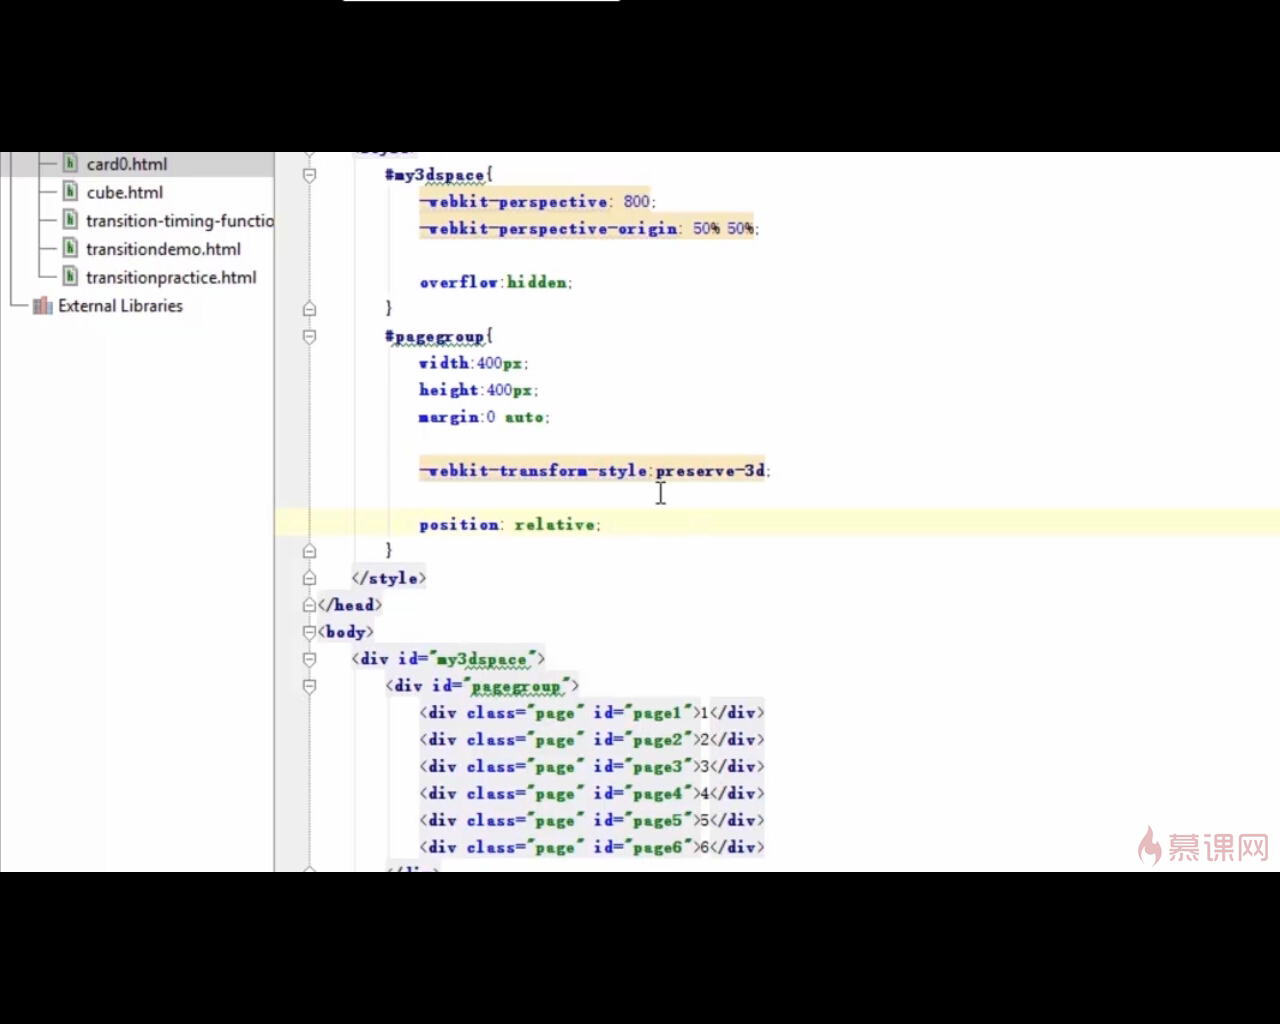 card0.html
cube.html
transition-timing-functio
transitiondemo.html
transitionpractice.html
External Libraries
#my3dspace{
-webkit-perspective: 800;
-webkit-perspective-origin: 50% 50%;
overflow:hidden;
}
#pagegroup{
width:400px;
height:400px;
margin:0 auto;
-webkit-transform-style:preserve-3d;
position: relative;
}
</style>
</head>
<body>
<div id="my3dspace">
<div id="pagegroup">
<div class="page" id="page1">1</div>
<div class="page" id="page2">2</div>
<div class="page" id="page3">3</div>
<div class="page" id="page4">4</div>
<div class="page" id="page5">5</div>
<div class="page" id="page6">6</div>
慕课网